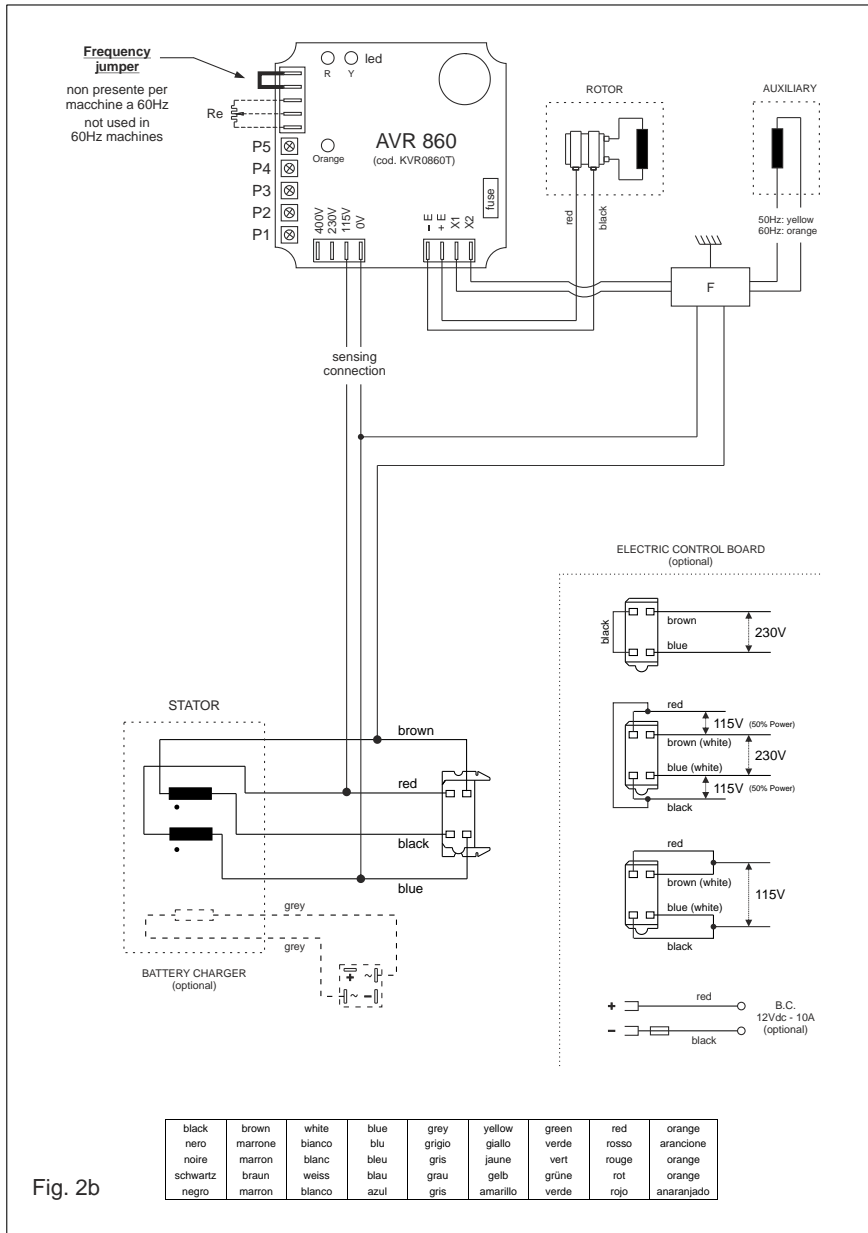 Frequency
jumper
non presente per
macchine a 60Hz
not used in
60Hz machines
Re
R Y led
P5
P4
P3
P2
P1
Orange
AVR 860
(cod. KVR0860T)
fuse
400V
230V
115V
0V
- E
+ E
X1
X2
ROTOR
red
black
AUXILIARY
50Hz: yellow
60Hz: orange
F
sensing
connection
STATOR
brown
red
black
blue
grey
grey
BATTERY CHARGER
(optional)
+ ~
~ -
ELECTRIC CONTROL BOARD
(optional)
black
brown
blue
230V
red
115V (50% Power)
brown (white)
230V
blue (white)
115V (50% Power)
black
red
brown (white)
115V
blue (white)
black
+ red
- black
B.C.
12Vdc - 10A
(optional)
black brown white blue grey yellow green red orange
nero marrone bianco blu grigio giallo verde rosso arancione
noire marron blanc bleu gris jaune vert rouge orange
schwartz braun weiss blau grau gelb grüne rot orange
negro marron blanco azul gris amarillo verde rojo anaranjado
Fig. 2b